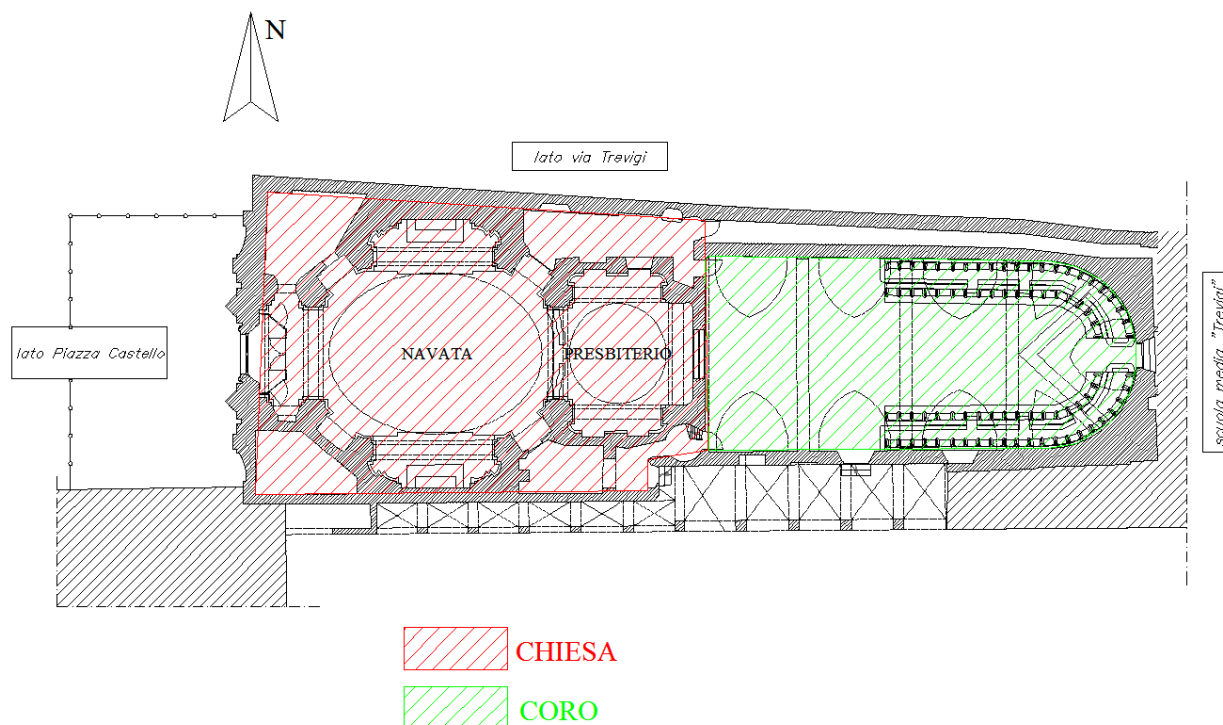 N
lato via Trevigi
lato Piazza Castello
NAVATA
PRESBITERIO
scuola media "Trevigi"
CHIESA
CORO